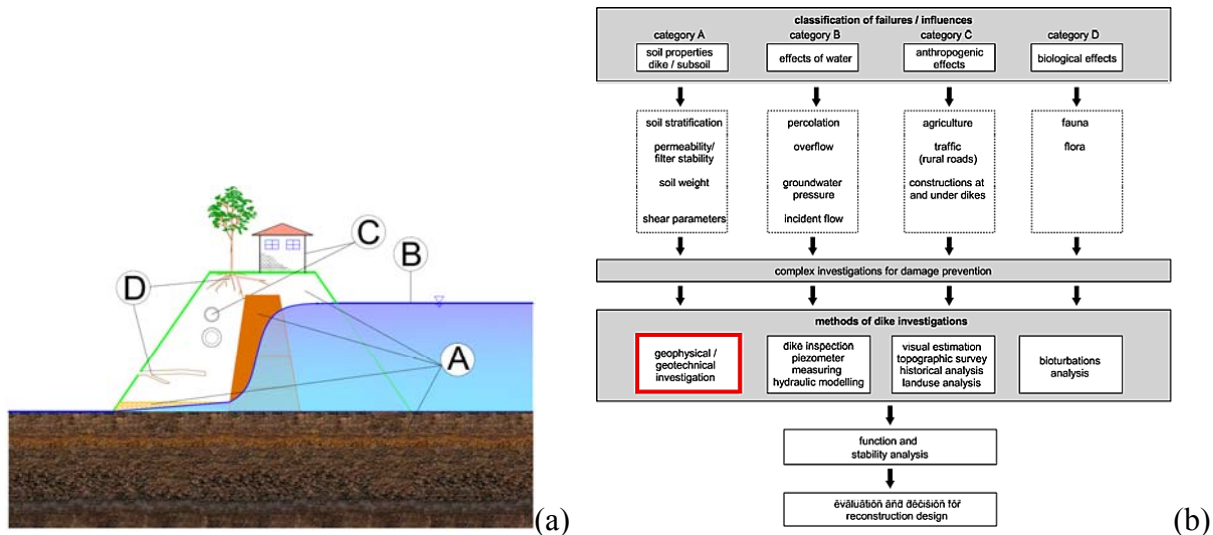 D
C
B
A
(a)
classification of failures / influences
category A
category B
category C
category D
soil properties
dike / subsoil
effects of water
anthropogenic
effects
biological effects
soil stratification
permeability/
filter stability
soil weight
shear parameters
percolation
overflow
groundwater
pressure
incident flow
agriculture
traffic
(rural roads)
constructions at
and under dikes
fauna
flora
complex investigations for damage prevention
methods of dike investigations
geophysical /
geotechnical
investigation
dike inspection
piezometer
measuring
hydraulic modelling
visual estimation
topographic survey
historical analysis
landuse analysis
bioturbations
analysis
function and
stability analysis
evaluation and decision for
reconstruction design
(b)